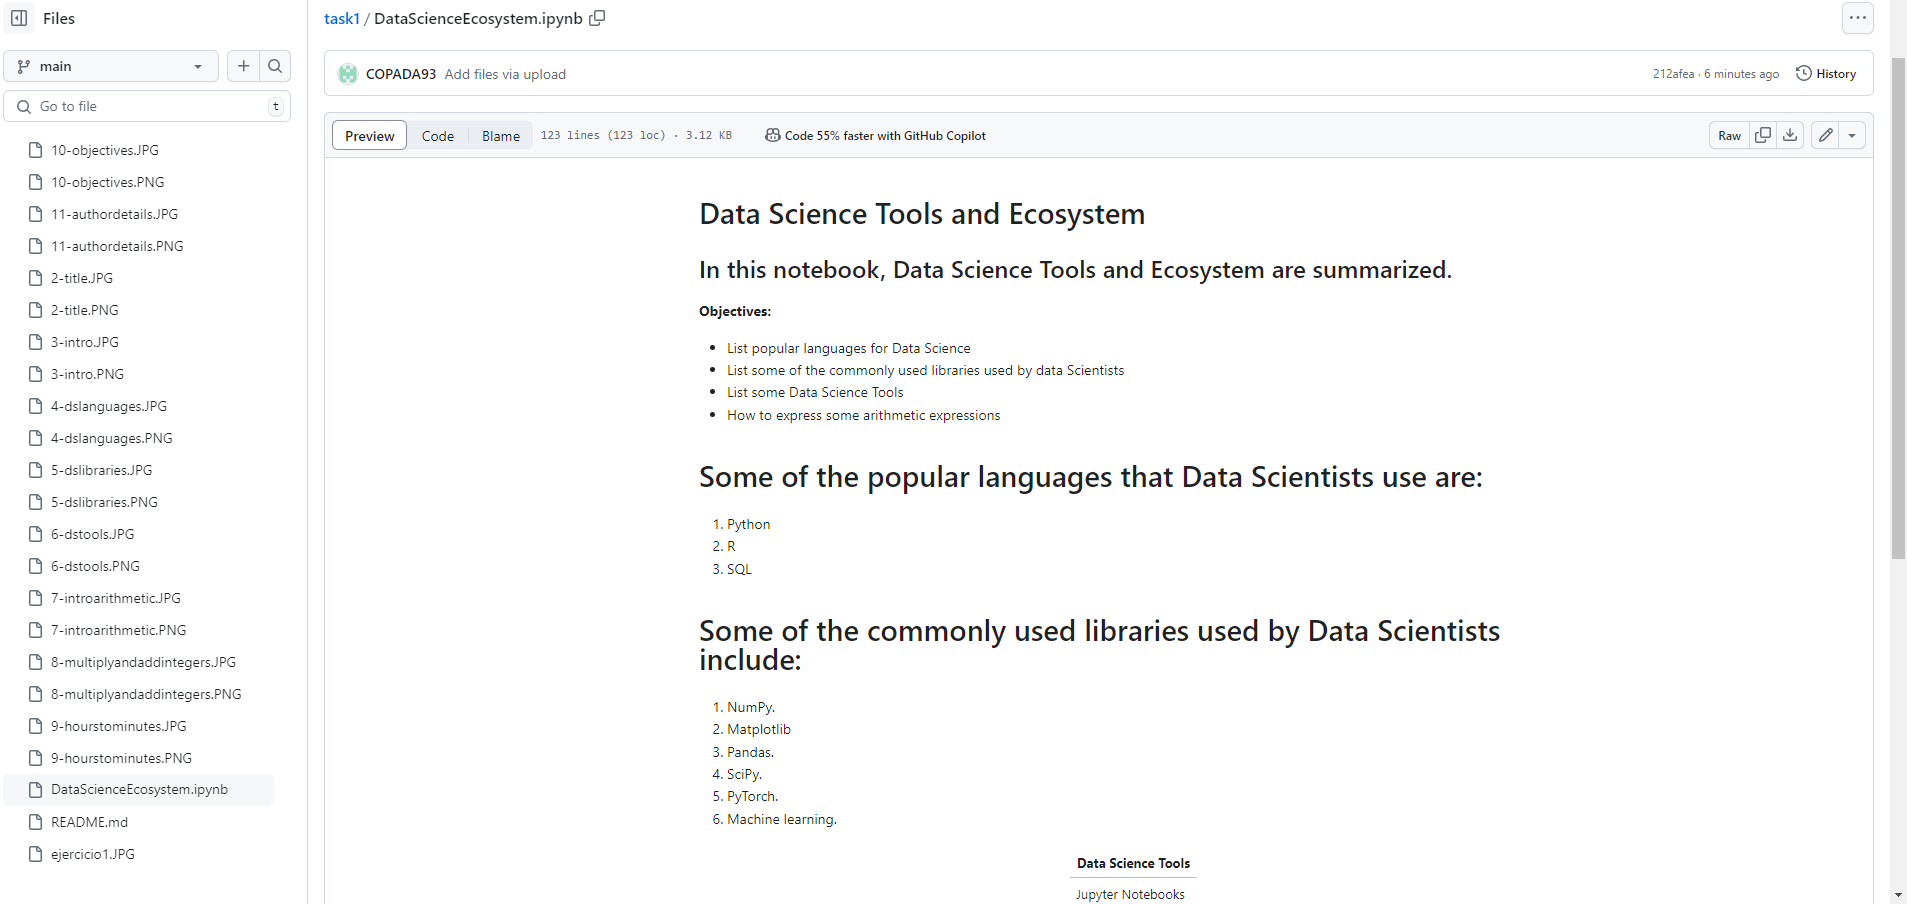 Files
main
Go to file
t
10-objectives.JPG
10-objectives.PNG
11-authordetails.JPG
11-authordetails.PNG
2-title.JPG
2-title.PNG
3-intro.JPG
3-intro.PNG
4-dslanguages.JPG
4-dslanguages.PNG
5-dslibraries.JPG
5-dslibraries.PNG
6-dstools.JPG
6-dstools.PNG
7-introarithmetic.JPG
7-introarithmetic.PNG
8-multiplyandaddintegers.JPG
8-multiplyandaddintegers.PNG
9-hourstominutes.JPG
9-hourstominutes.PNG
DataScienceEcosystem.ipynb
README.md
ejercicio1.JPG
task1 / DataScienceEcosystem.ipynb
COPADA93 Add files via upload
212afea · 6 minutes ago
History
Preview Code Blame 123 lines (123 loc) · 3.12 KB Code 55% faster with GitHub Copilot
Raw
Data Science Tools and Ecosystem
In this notebook, Data Science Tools and Ecosystem are summarized.
Objectives:
• List popular languages for Data Science
• List some of the commonly used libraries used by data Scientists
• List some Data Science Tools
• How to express some arithmetic expressions
Some of the popular languages that Data Scientists use are:
1. Python
2. R
3. SQL
Some of the commonly used libraries used by Data Scientists
include:
1. NumPy.
2. Matplotlib
3. Pandas.
4. SciPy.
5. PyTorch.
6. Machine learning.
Data Science Tools
Jupyter Notebooks